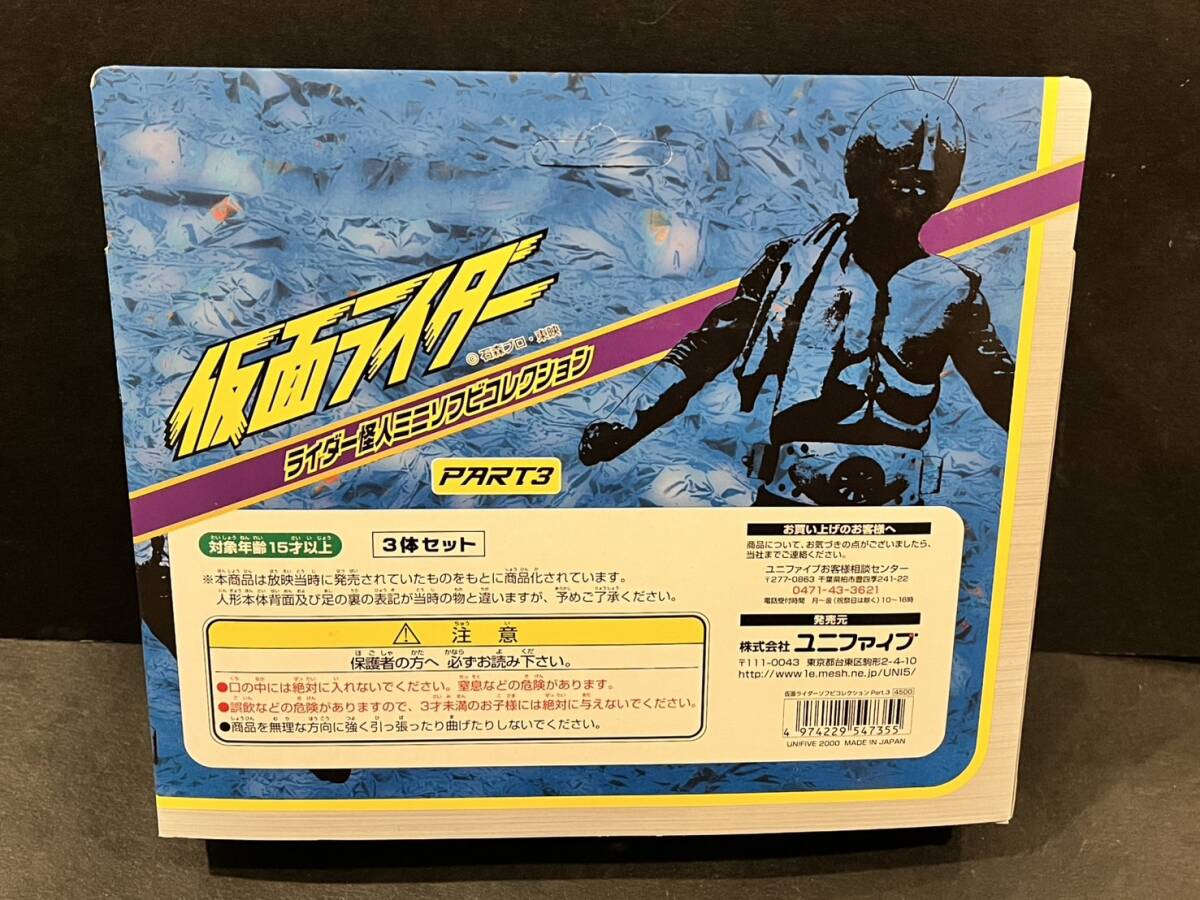 仮面ライダー
©石森プロ・東映
ライダー怪人ミニソフビコレクション
PART3
対象年齢15才以上
3体セット
※本商品は放映当時に発売されていたものをもとに商品化されています。
人形本体背面及び足の裏の表記が当時の物と違いますが、予めご了承ください。
⚠注意
保護者の方へ 必ずお読み下さい。
●口の中には絶対に入れないでください。窒息などの危険があります。
●誤飲などの危険がありますので、3才未満のお子様には絶対に与えないでください。
●商品を無理な方向に強く引っ張ったり曲げたりしないでください。
お買い上げのお客様へ
商品について、お気づきの点がございましたら、
当社までご連絡ください。
ユニファイブお客様相談センター
〒277-0863 千葉県柏市豊四季241-22
0471-43-3621
電話受付時間 月〜金(祝祭日は除く)10〜16時
発売元
株式会社 ユニファイブ
〒111-0043 東京都台東区駒形2-4-10
http://www1e.mesh.ne.jp/UNI5/
仮面ライダーソフビコレクション Part.3 4500
4 974229 547355
UNIFIVE 2000 MADE IN JAPAN